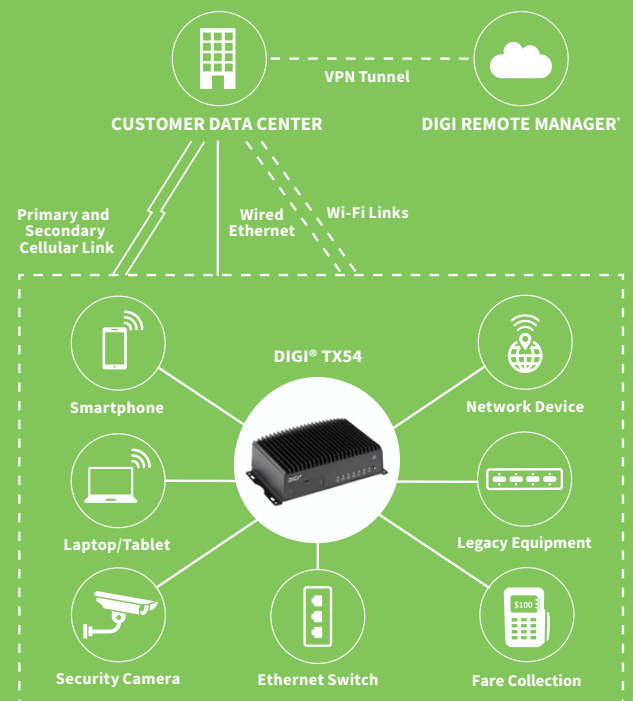 VPN Tunnel
CUSTOMER DATA CENTER
DIGI REMOTE MANAGER®
Primary and
Secondary
Cellular Link
Wired
Ethernet
Wi-Fi Links
DIGI® TX54
Smartphone
Network Device
DIGI
Laptop/Tablet
Legacy Equipment
$100
Security Camera
Ethernet Switch
Fare Collection